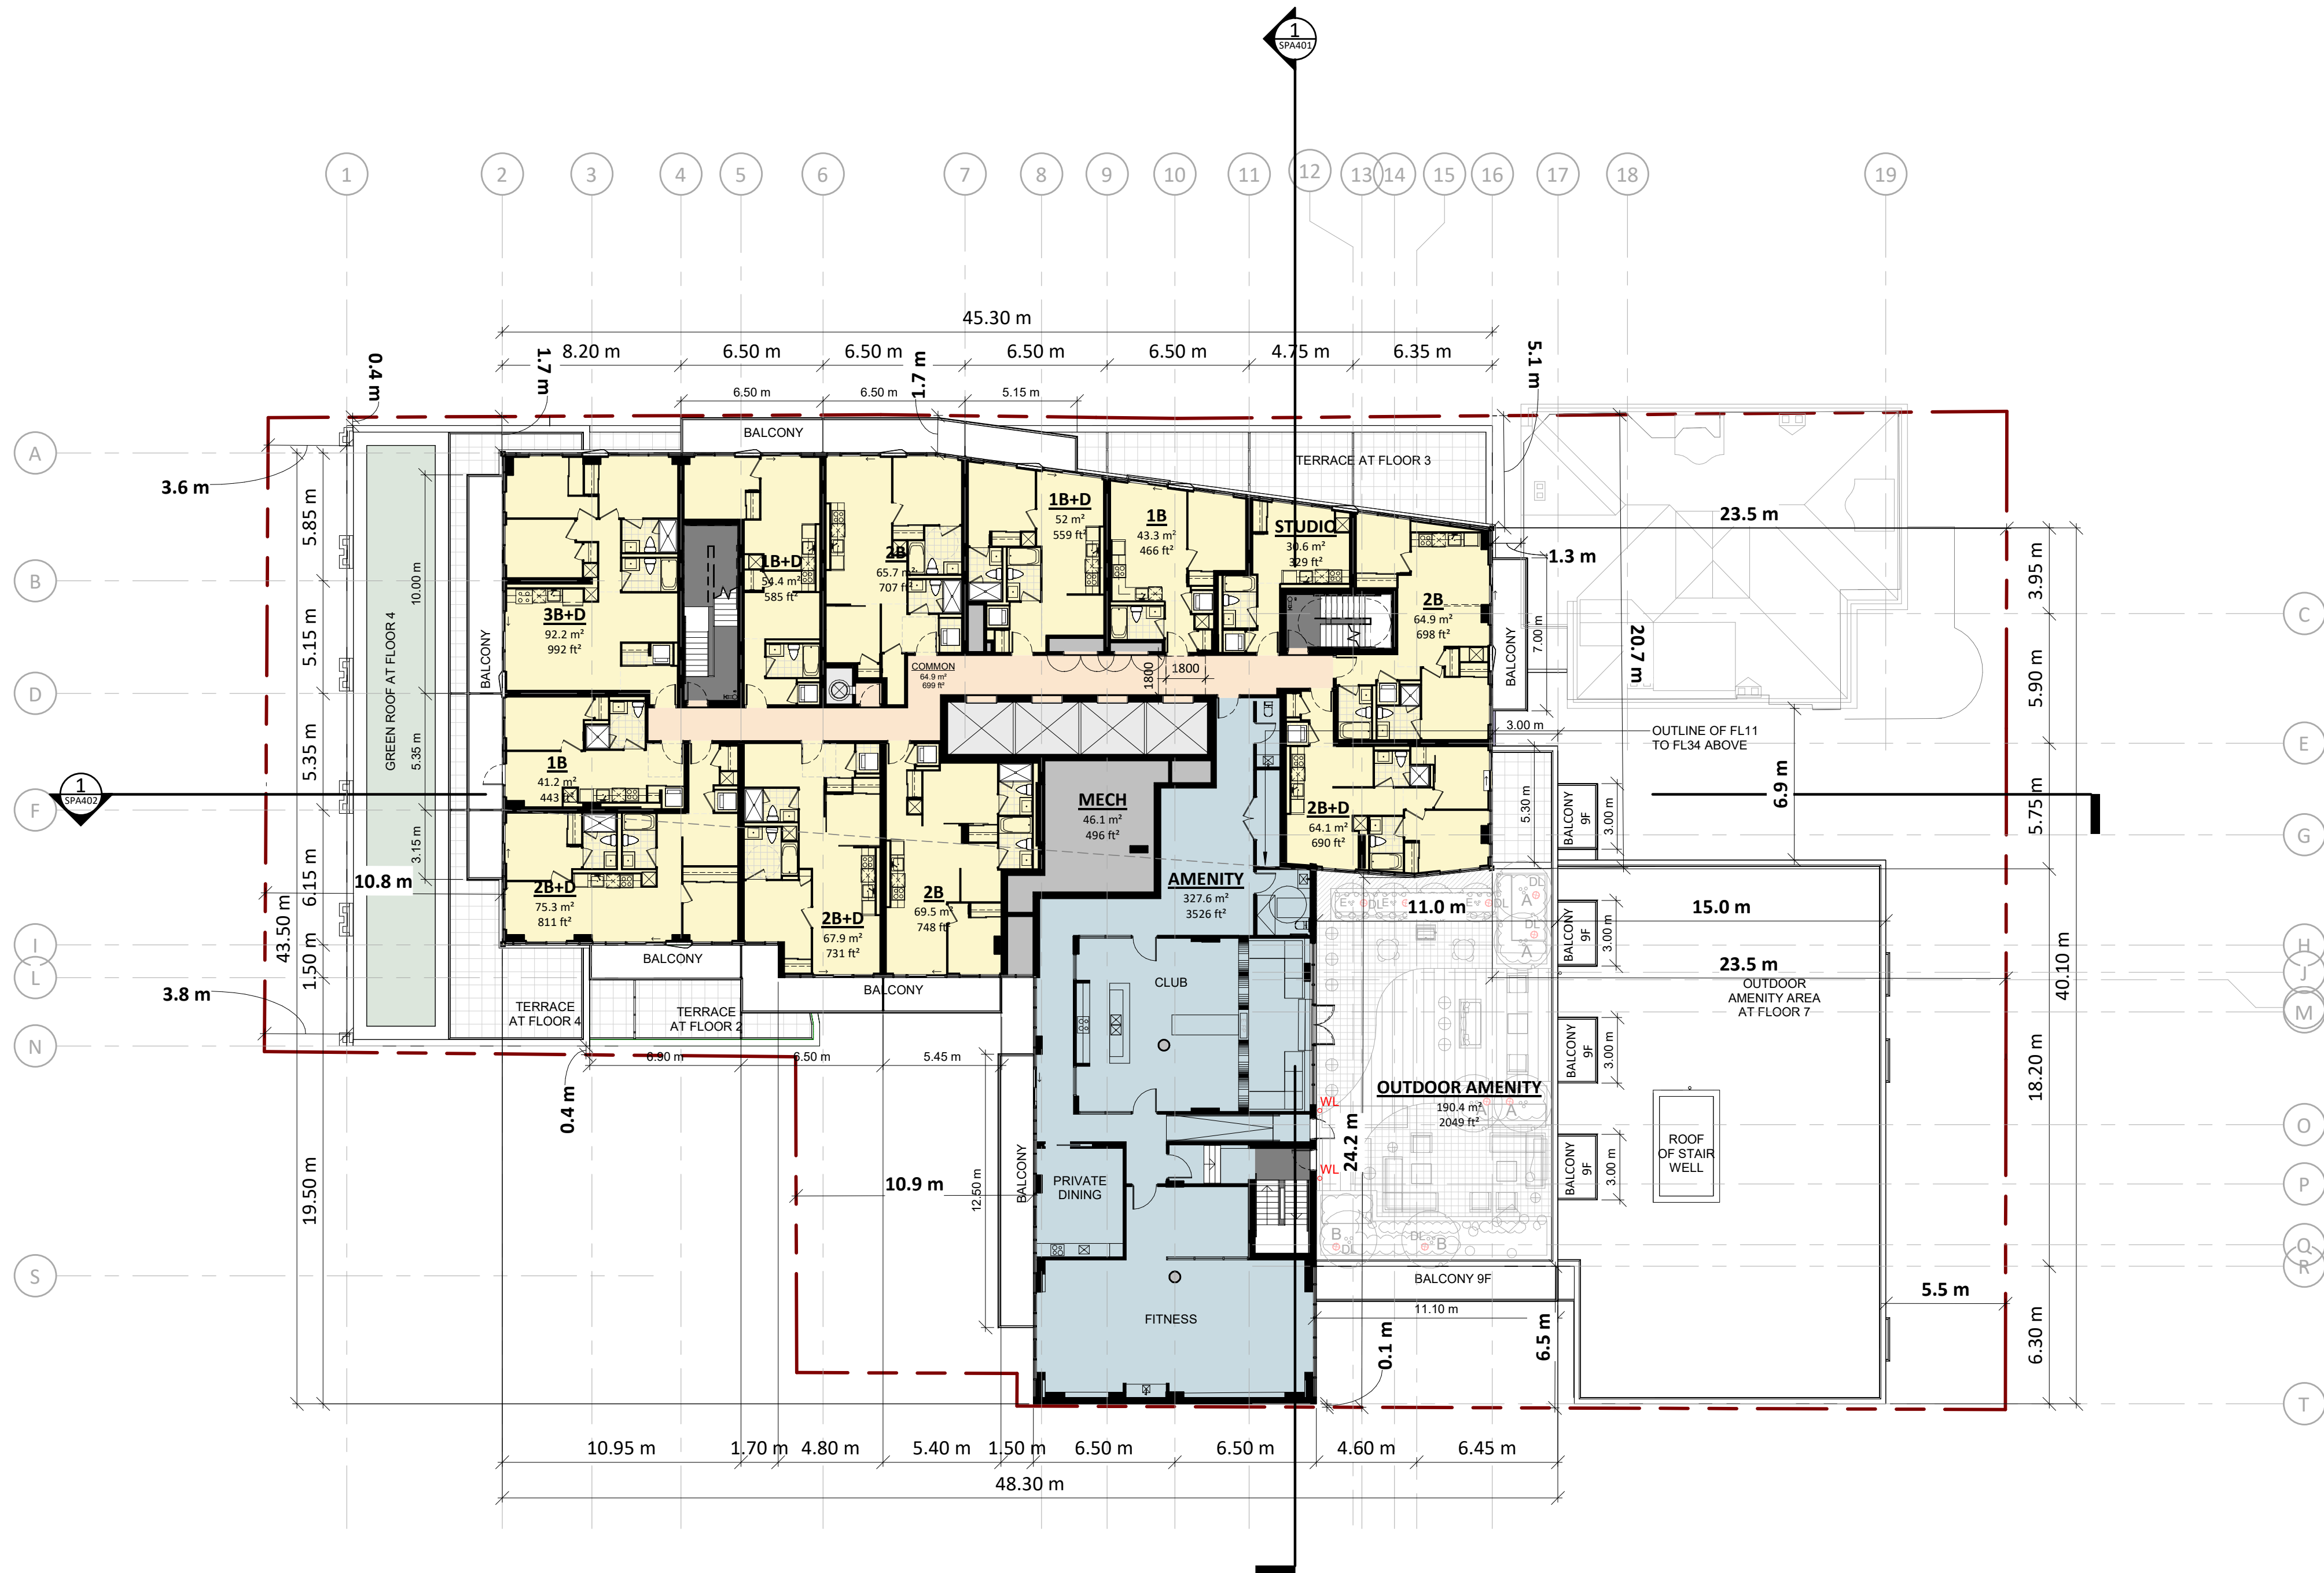 1
SPA401
1
2
3
4
5
6
7
8
9
10
11
12
13
14
15
16
17
18
19
45.30 m
8.20 m
6.50 m
6.50 m
6.50 m
6.50 m
4.75 m
6.35 m
0.4 m
1.7 m
1.7 m
5.1 m
6.50 m
6.50 m
5.15 m
A
B
D
F
I
L
N
S
C
E
G
H
J
M
O
P
Q
R
T
3.6 m
3.8 m
5.85 m
5.15 m
5.35 m
6.15 m
1.50 m
43.50 m
19.50 m
10.8 m
GREEN ROOF AT FLOOR 4
10.00 m
5.35 m
3.15 m
BALCONY
BALCONY
TERRACE AT FLOOR 3
3B+D
92.2 m²
992 ft²
1B+D
54.4 m²
585 ft²
2B
65.7 m²
707 ft²
1B+D
52 m²
559 ft²
1B
43.3 m²
466 ft²
STUDIO
30.6 m²
329 ft²
2B
64.9 m²
698 ft²
COMMON
64.9 m²
699 ft²
1800
1800
BALCONY
7.00 m
1.3 m
23.5 m
20.7 m
3.00 m
OUTLINE OF FL11
TO FL34 ABOVE
6.9 m
3.95 m
5.90 m
5.75 m
18.20 m
40.10 m
6.30 m
1
SPA402
1B
41.2 m²
443
2B+D
75.3 m²
811 ft²
2B+D
67.9 m²
731 ft²
2B
69.5 m²
748 ft²
MECH
46.1 m²
496 ft²
AMENITY
327.6 m²
3526 ft²
2B+D
64.1 m²
690 ft²
5.30 m
BALCONY
9F
3.00 m
BALCONY
9F
3.00 m
BALCONY
9F
3.00 m
BALCONY
9F
3.00 m
11.0 m
15.0 m
23.5 m
OUTDOOR
AMENITY AREA
AT FLOOR 7
E
DL
E
E
DL
DL
A
DL
A
BALCONY
BALCONY
TERRACE
AT FLOOR 4
TERRACE
AT FLOOR 2
6.90 m
6.50 m
5.45 m
0.4 m
CLUB
OUTDOOR AMENITY
190.4 m²
2049 ft²
A
A
WL
WL
24.2 m
ROOF
OF STAIR
WELL
10.9 m
12.50 m
BALCONY
PRIVATE
DINING
B
DL
DL
B
BALCONY 9F
11.10 m
FITNESS
0.1 m
6.5 m
5.5 m
10.95 m
1.70 m
4.80 m
5.40 m
1.50 m
6.50 m
6.50 m
4.60 m
6.45 m
48.30 m